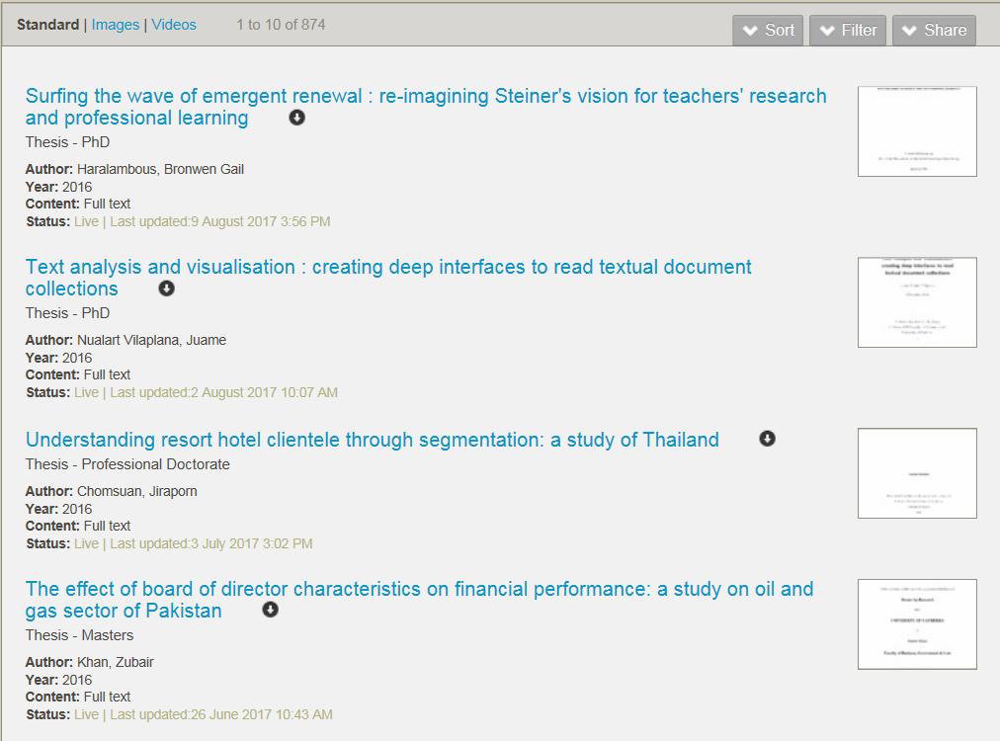 Standard | Images | Videos 1 to 10 of 874 Sort Filter Share
Surfing the wave of emergent renewal : re-imagining Steiner's vision for teachers' research
and professional learning
Thesis - PhD
Author: Haralambous, Bronwen Gail
Year: 2016
Content: Full text
Status: Live | Last updated:9 August 2017 3:56 PM
Text analysis and visualisation : creating deep interfaces to read textual document
collections
creating deep interfaces to read
textual document collections
Thesis - PhD
Author: Nualart Vilaplana, Juame
Year: 2016
Content: Full text
Status: Live | Last updated:2 August 2017 10:07 AM
Understanding resort hotel clientele through segmentation: a study of Thailand
Thesis - Professional Doctorate
Author: Chomsuan, Jiraporn
Year: 2016
Content: Full text
Status: Live | Last updated:3 July 2017 3:02 PM
The effect of board of director characteristics on financial performance: a study on oil and
gas sector of Pakistan
Thesis - Masters
Author: Khan, Zubair
Year: 2016
Content: Full text
Status: Live | Last updated:26 June 2017 10:43 AM
Thesis by Research
UNIVERSITY OF CANBERRA
Faculty of Business, Government & Law